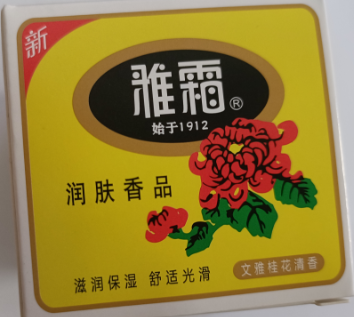 新
雅霜®
始于1912
润肤香品
滋润保湿 舒适光滑
文雅桂花清香